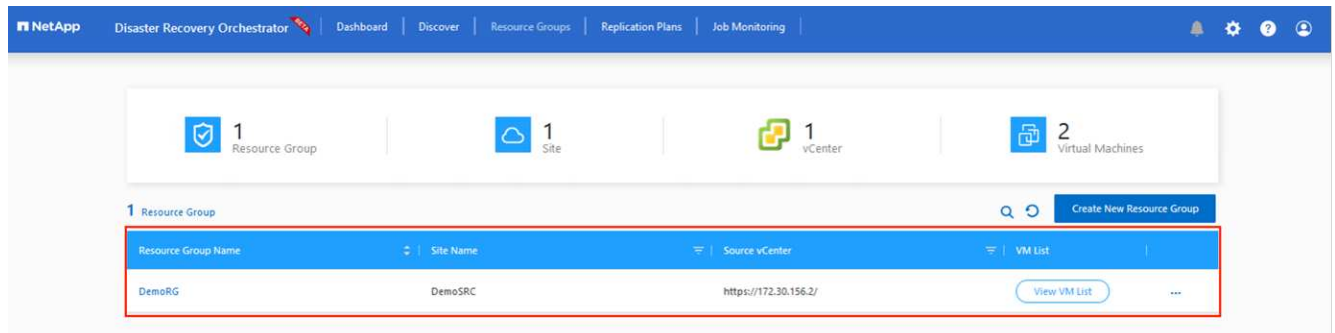 NetApp Disaster Recovery Orchestrator Dashboard Discover Resource Groups Replication Plans Job Monitoring
1 Resource Group
1 Site
1 vCenter
2 Virtual Machines
1 Resource Group Create New Resource Group
Resource Group Name Site Name Source vCenter VM List
DemoRG DemoSRC https://172.30.156.2/ View VM List ...